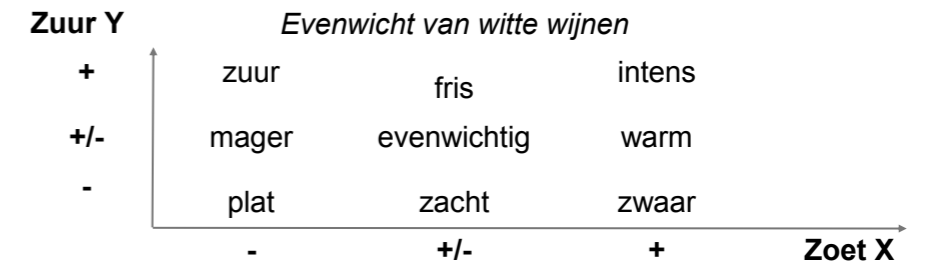 Zuur Y Evenwicht van witte wijnen
+ zuur fris intens
+/- mager evenwichtig warm
- plat zacht zwaar
- +/- + Zoet X